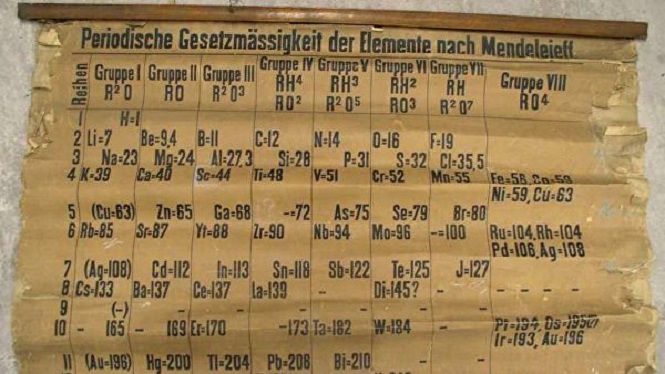 Periodische Gesetzmässigkeit der Elemente nach Mendelejeff
Reihen Gruppe I Gruppe II Gruppe III Gruppe IV Gruppe V Gruppe VI Gruppe VII Gruppe VIII
RH⁴ RH³ RH² RH
R²O RO R²O³ RO² R²O⁵ RO³ R²O⁷ RO⁴
1 H=1
2 Li=7 Be=9,4 B=11 C=12 N=14 O=16 F=19
3 Na=23 Mg=24 Al=27,3 Si=28 P=31 S=32 Cl=35,5
4 K=39 Ca=40 Sc=44 Ti=48 V=51 Cr=52 Mn=55 Fe=56, Co=59
Ni=59, Cu=63
5 (Cu=63) Zn=65 Ga=68 -=72 As=75 Se=79 Br=80
6 Rb=85 Sr=87 Yt=88 Zr=90 Nb=94 Mo=96 -=100 Ru=104, Rh=104
Pd=106, Ag=108
7 (Ag=108) Cd=112 In=113 Sn=118 Sb=122 Te=125 J=127
8 Cs=133 Ba=137 Ce=137 La=139 - Di=145? - - - - -
9 (-) - - - - - -
10 - 165 - 169 Er=170 -173 Ta=182 W=184 - Pt=194, Os=195(?)
Ir=193, Au=196
11 (Au=196) Hg=200 Tl=204 Pb=206 Bi=210 - -